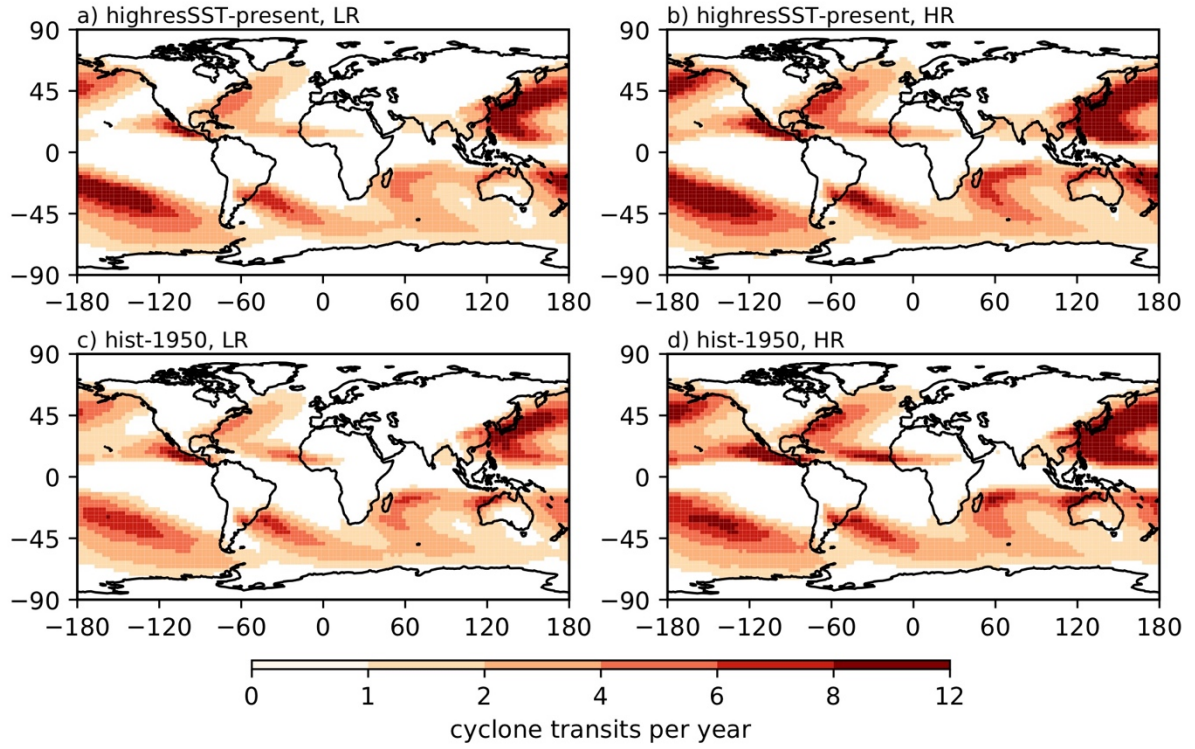 a) highresSST-present, LR
b) highresSST-present, HR
90
45
0
−45
−90
−180 −120 −60 0 60 120 180
90
45
0
−45
−90
−180 −120 −60 0 60 120 180
c) hist-1950, LR
d) hist-1950, HR
90
45
0
−45
−90
−180 −120 −60 0 60 120 180
90
45
0
−45
−90
−180 −120 −60 0 60 120 180
0 1 2 4 6 8 12
cyclone transits per year